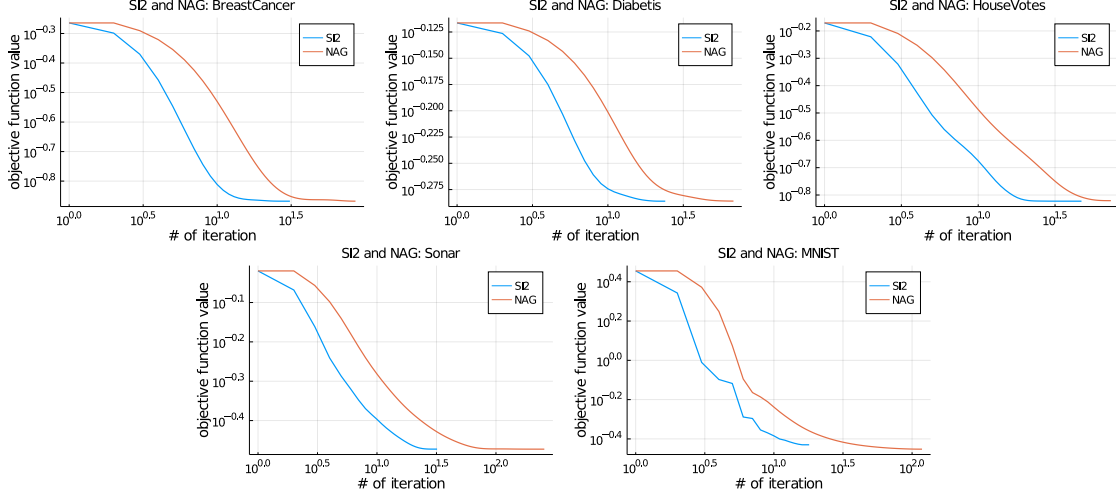 SI2 and NAG: BreastCancer
objective function value
10^-0.3
10^-0.4
10^-0.5
10^-0.6
10^-0.7
10^-0.8
10^0.0 10^0.5 10^1.0 10^1.5
# of iteration
SI2
NAG
SI2 and NAG: Diabetis
objective function value
10^-0.125
10^-0.150
10^-0.175
10^-0.200
10^-0.225
10^-0.250
10^-0.275
10^0.0 10^0.5 10^1.0 10^1.5
# of iteration
SI2
NAG
SI2 and NAG: HouseVotes
objective function value
10^-0.2
10^-0.3
10^-0.4
10^-0.5
10^-0.6
10^-0.7
10^-0.8
10^0.0 10^0.5 10^1.0 10^1.5
# of iteration
SI2
NAG
SI2 and NAG: Sonar
objective function value
10^-0.1
10^-0.2
10^-0.3
10^-0.4
10^0.0 10^0.5 10^1.0 10^1.5 10^2.0
# of iteration
SI2
NAG
SI2 and NAG: MNIST
objective function value
10^0.4
10^0.2
10^0.0
10^-0.2
10^-0.4
10^0.0 10^0.5 10^1.0 10^1.5 10^2.0
# of iteration
SI2
NAG